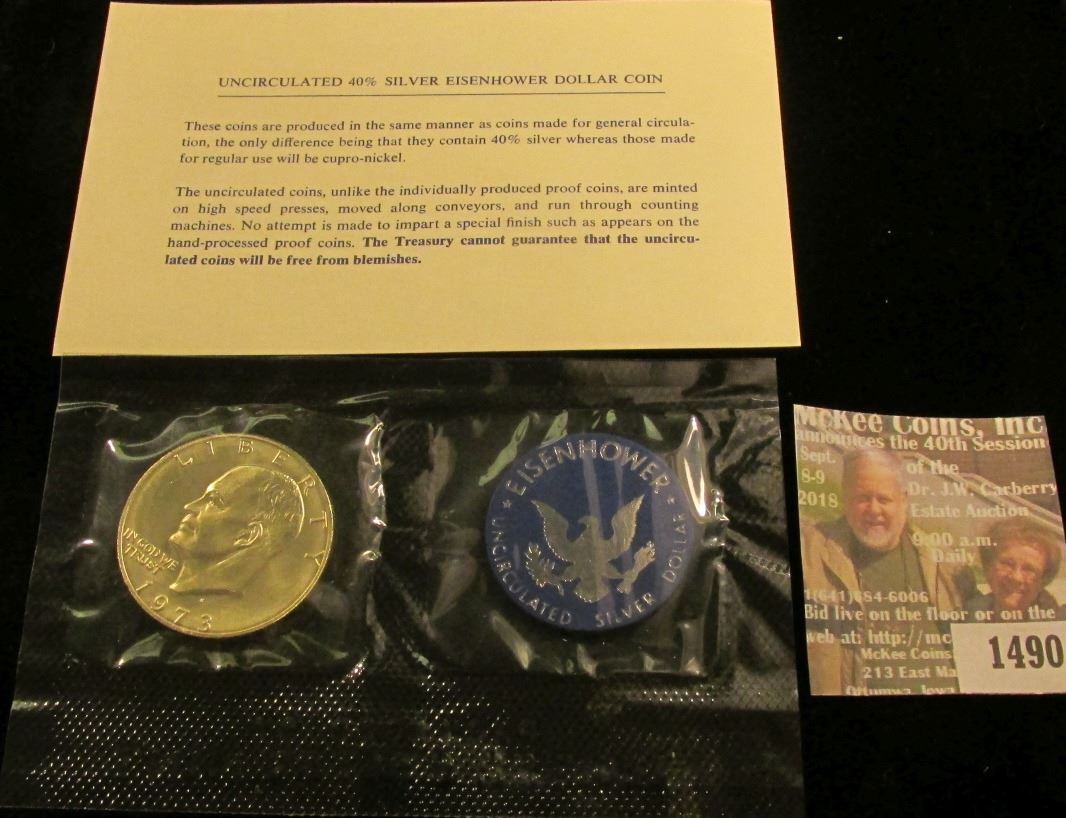 UNCIRCULATED 40% SILVER EISENHOWER DOLLAR COIN
These coins are produced in the same manner as coins made for general circula-
tion, the only difference being that they contain 40% silver whereas those made
for regular use will be cupro-nickel.
The uncirculated coins, unlike the individually produced proof coins, are minted
on high speed presses, moved along conveyors, and run through counting
machines. No attempt is made to impart a special finish such as appears on the
hand-processed proof coins. The Treasury cannot guarantee that the uncircu-
lated coins will be free from blemishes.
LIBERTY
IN GOD WE
TRUST
1973
EISENHOWER
UNCIRCULATED SILVER DOLLAR
McKee Coins, Inc
announces the 40th Session
Sept. of the
8-9 Dr. J.W. Carberry
2018 Estate Auction
9:00 a.m.
Daily
1(641)684-6006
Bid live on the floor or on the
web at: http://mc
McKee Coins
213 East Ma
Ottumwa, Iowa
1490